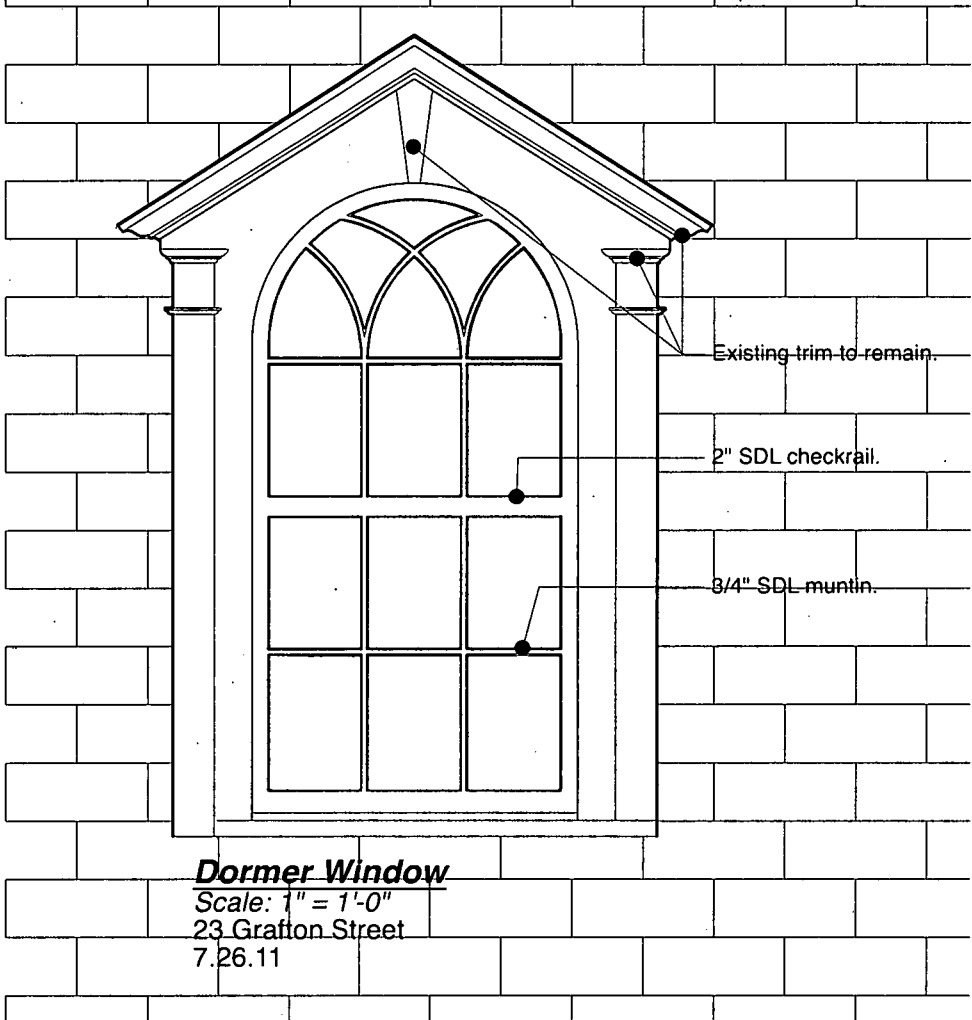 Existing trim to remain.
2" SDL checkrail.
3/4" SDL muntin.
Dormer Window
Scale: 1" = 1'-0"
23 Grafton Street
7.26.11